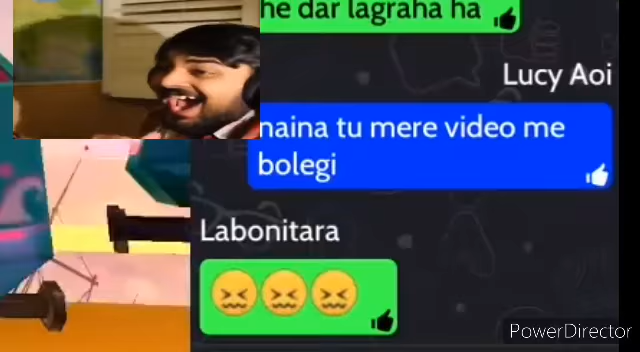 he dar lagraha ha
Lucy Aoi
naina tu mere video me
bolegi
Labonitara
😖😖😖
PowerDirector